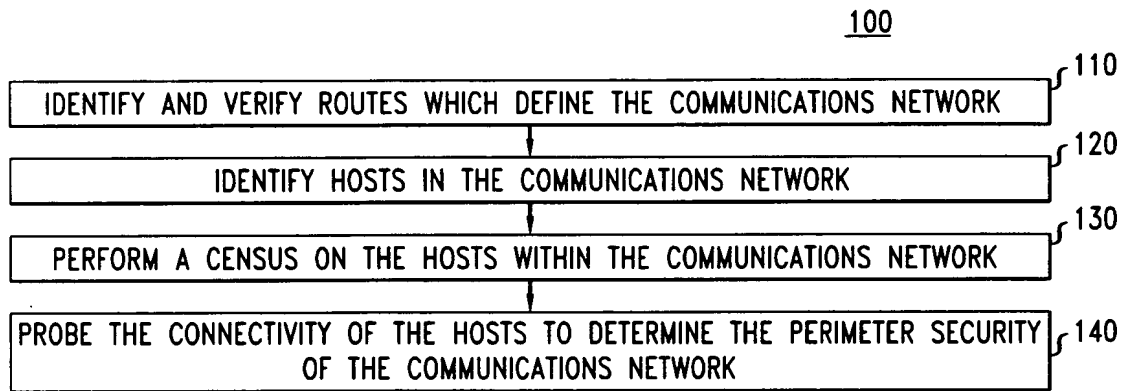 100
110
IDENTIFY AND VERIFY ROUTES WHICH DEFINE THE COMMUNICATIONS NETWORK
120
IDENTIFY HOSTS IN THE COMMUNICATIONS NETWORK
130
PERFORM A CENSUS ON THE HOSTS WITHIN THE COMMUNICATIONS NETWORK
140
PROBE THE CONNECTIVITY OF THE HOSTS TO DETERMINE THE PERIMETER SECURITY
OF THE COMMUNICATIONS NETWORK